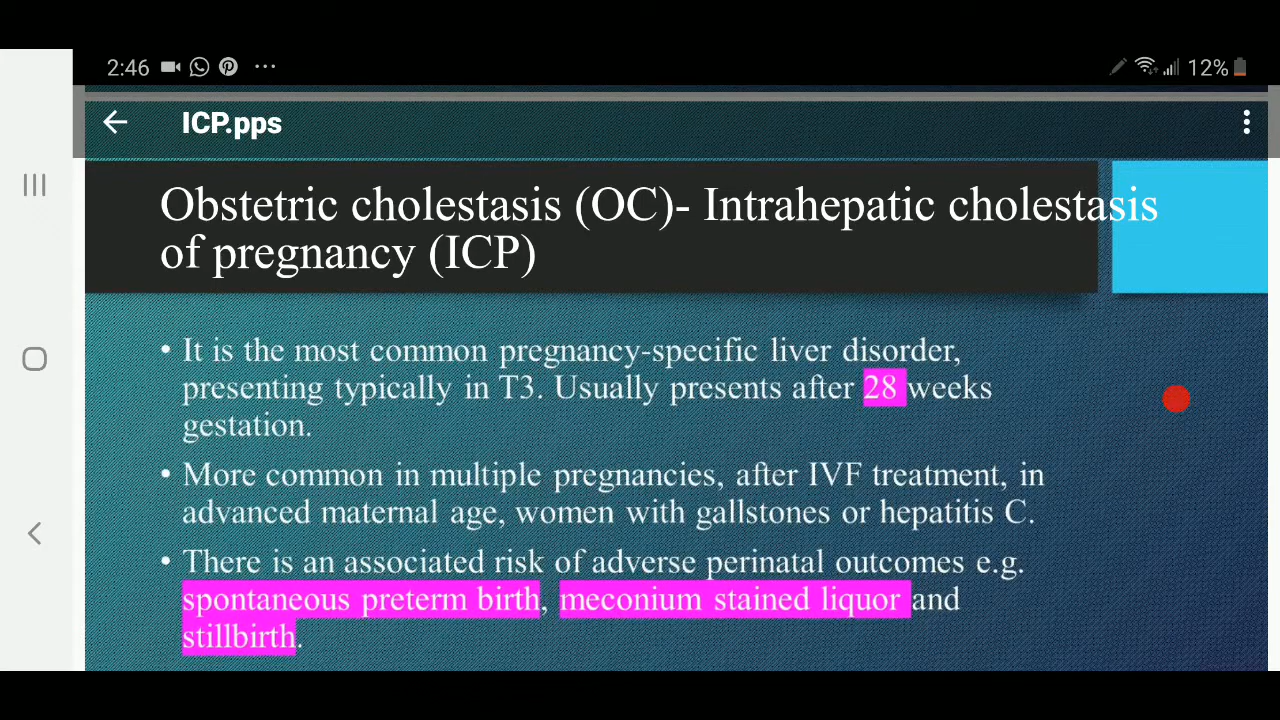 2:46 ... 12%
ICP.pps
Obstetric cholestasis (OC)- Intrahepatic cholestasis
of pregnancy (ICP)
• It is the most common pregnancy-specific liver disorder,
presenting typically in T3. Usually presents after 28 weeks
gestation.
• More common in multiple pregnancies, after IVF treatment, in
advanced maternal age, women with gallstones or hepatitis C.
• There is an associated risk of adverse perinatal outcomes e.g.
spontaneous preterm birth, meconium stained liquor and
stillbirth.